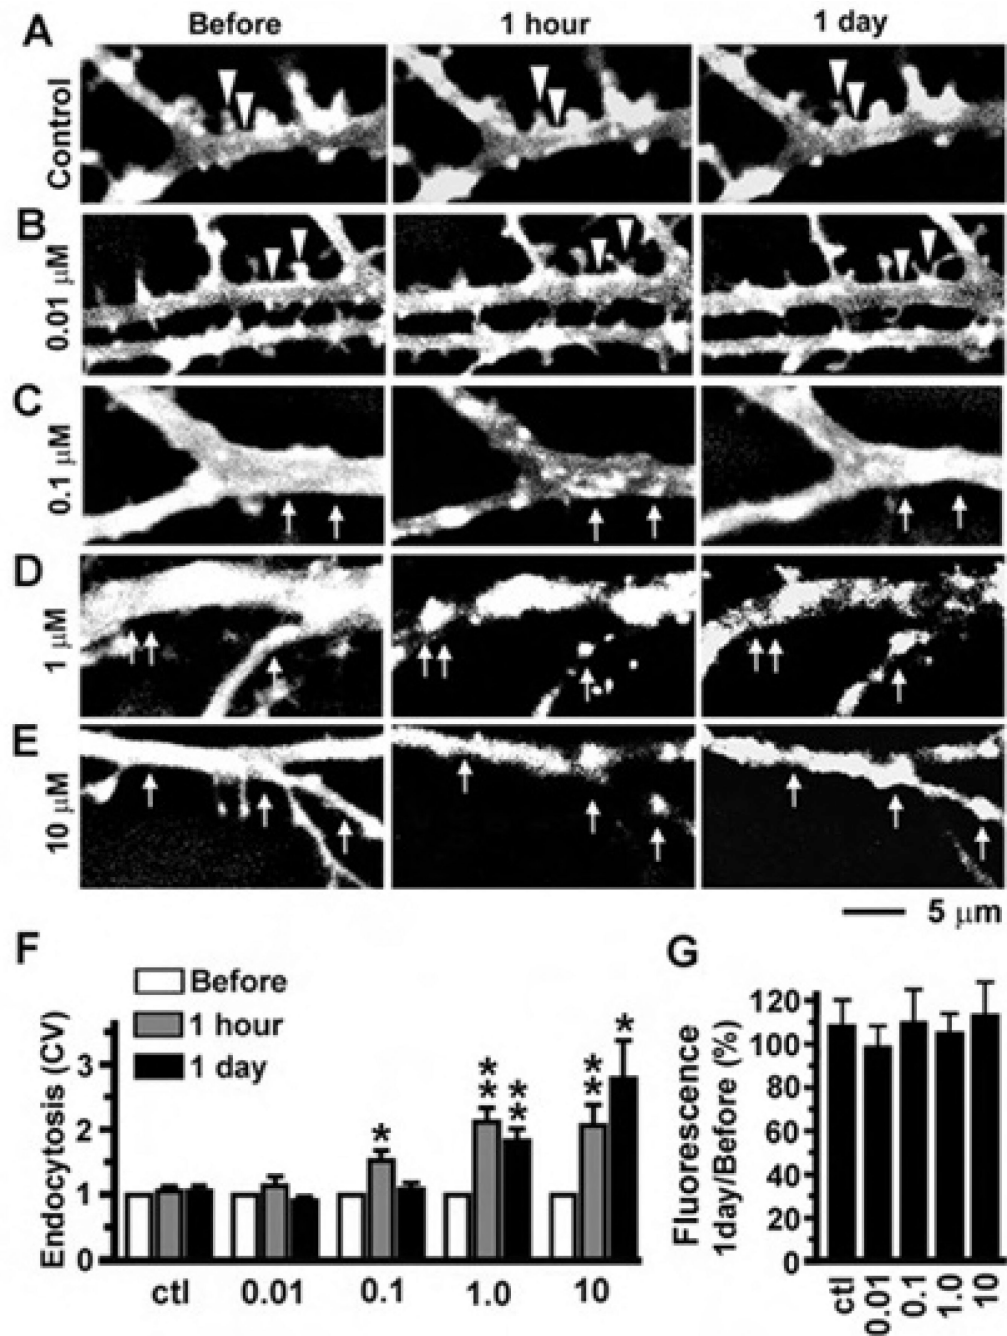 A
Before
1 hour
1 day
Control
B
0.01 μM
C
0.1 μM
D
1 μM
E
10 μM
5 μm
F
Before
1 hour
1 day
Endocytosis (CV)
3
2
1
0
* ** ** ** *
ctl 0.01 0.1 1.0 10
G
Fluorescence
1day/Before (%)
120
100
80
60
40
20
0
ctl 0.01 0.1 1.0 10